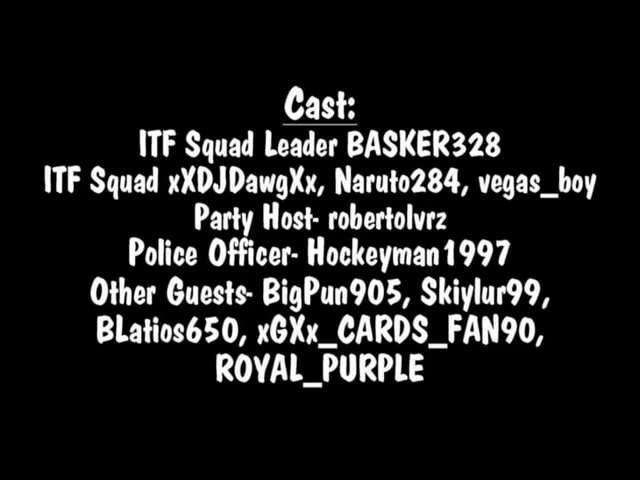 Cast:
ITF Squad Leader BASKER328
ITF Squad xXDJDawgXx, Naruto284, vegas_boy
Party Host- robertolvrz
Police Officer- Hockeyman1997
Other Guests- BigPun905, Skiylur99,
BLatios650, xGXx_CARDS_FAN90,
ROYAL_PURPLE